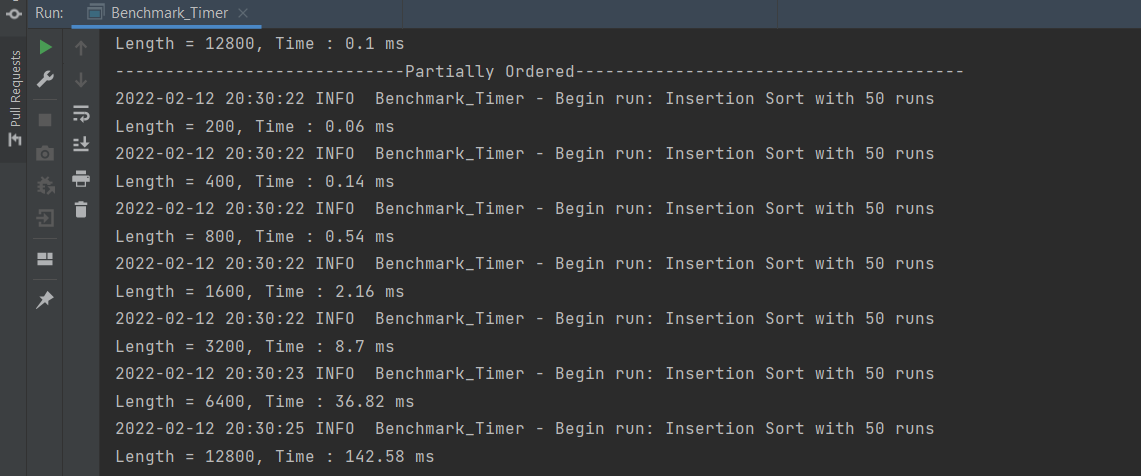 Run: Benchmark_Timer
Pull Requests
Length = 12800, Time : 0.1 ms
-----------------------------Partially Ordered---------------------------------------
2022-02-12 20:30:22 INFO  Benchmark_Timer - Begin run: Insertion Sort with 50 runs
Length = 200, Time : 0.06 ms
2022-02-12 20:30:22 INFO  Benchmark_Timer - Begin run: Insertion Sort with 50 runs
Length = 400, Time : 0.14 ms
2022-02-12 20:30:22 INFO  Benchmark_Timer - Begin run: Insertion Sort with 50 runs
Length = 800, Time : 0.54 ms
2022-02-12 20:30:22 INFO  Benchmark_Timer - Begin run: Insertion Sort with 50 runs
Length = 1600, Time : 2.16 ms
2022-02-12 20:30:22 INFO  Benchmark_Timer - Begin run: Insertion Sort with 50 runs
Length = 3200, Time : 8.7 ms
2022-02-12 20:30:23 INFO  Benchmark_Timer - Begin run: Insertion Sort with 50 runs
Length = 6400, Time : 36.82 ms
2022-02-12 20:30:25 INFO  Benchmark_Timer - Begin run: Insertion Sort with 50 runs
Length = 12800, Time : 142.58 ms